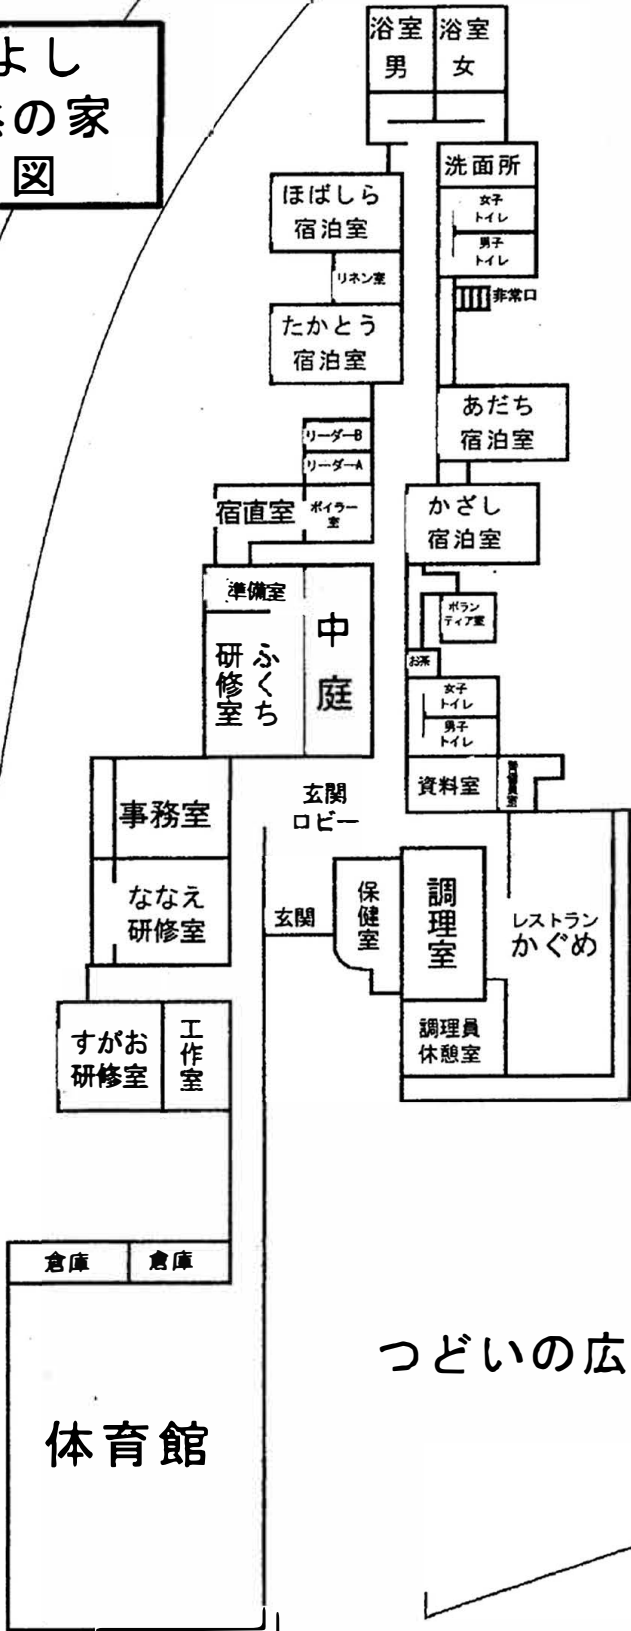 よし
の家
図
浴室
男
浴室
女
洗面所
女子
トイレ
男子
トイレ
ほばしら
宿泊室
リネン室
非常口
たかとう
宿泊室
あだち
宿泊室
リーダーB
リーダーA
宿直室
ボイラー
室
かざし
宿泊室
準備室
中庭
ふくち
研修室
ボラン
ティア室
お茶
女子
トイレ
男子
トイレ
資料室
事務室
玄関
ロビー
ななえ
研修室
玄関
保健室
調理室
レストラン
かぐめ
調理員
休憩室
すがお
研修室
工作室
倉庫
倉庫
つどいの広
体育館